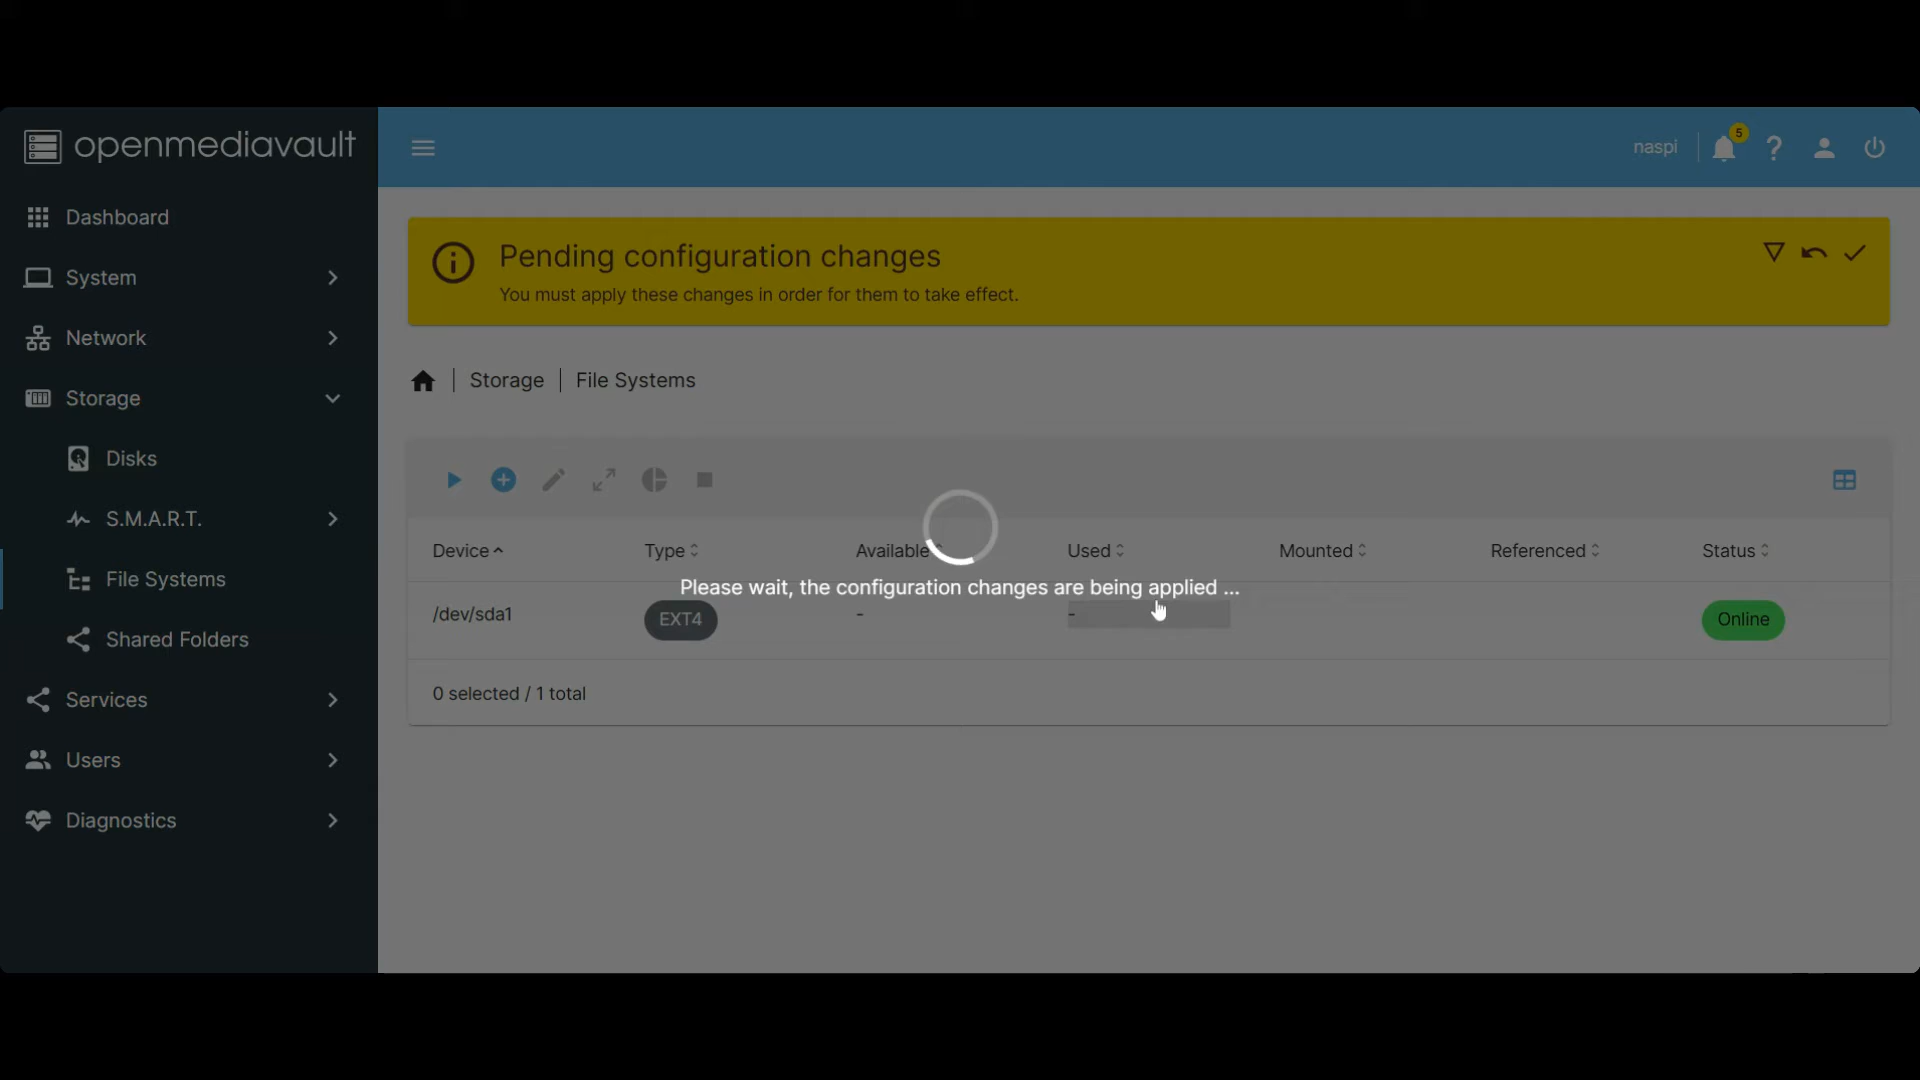 openmediavault
naspi
5
?
Dashboard
System
Network
Storage
Disks
S.M.A.R.T.
File Systems
Shared Folders
Services
Users
Diagnostics
Pending configuration changes
You must apply these changes in order for them to take effect.
Storage | File Systems
Device Type Available Used Mounted Referenced Status
Please wait, the configuration changes are being applied ...
/dev/sda1 EXT4 - - Online
0 selected / 1 total